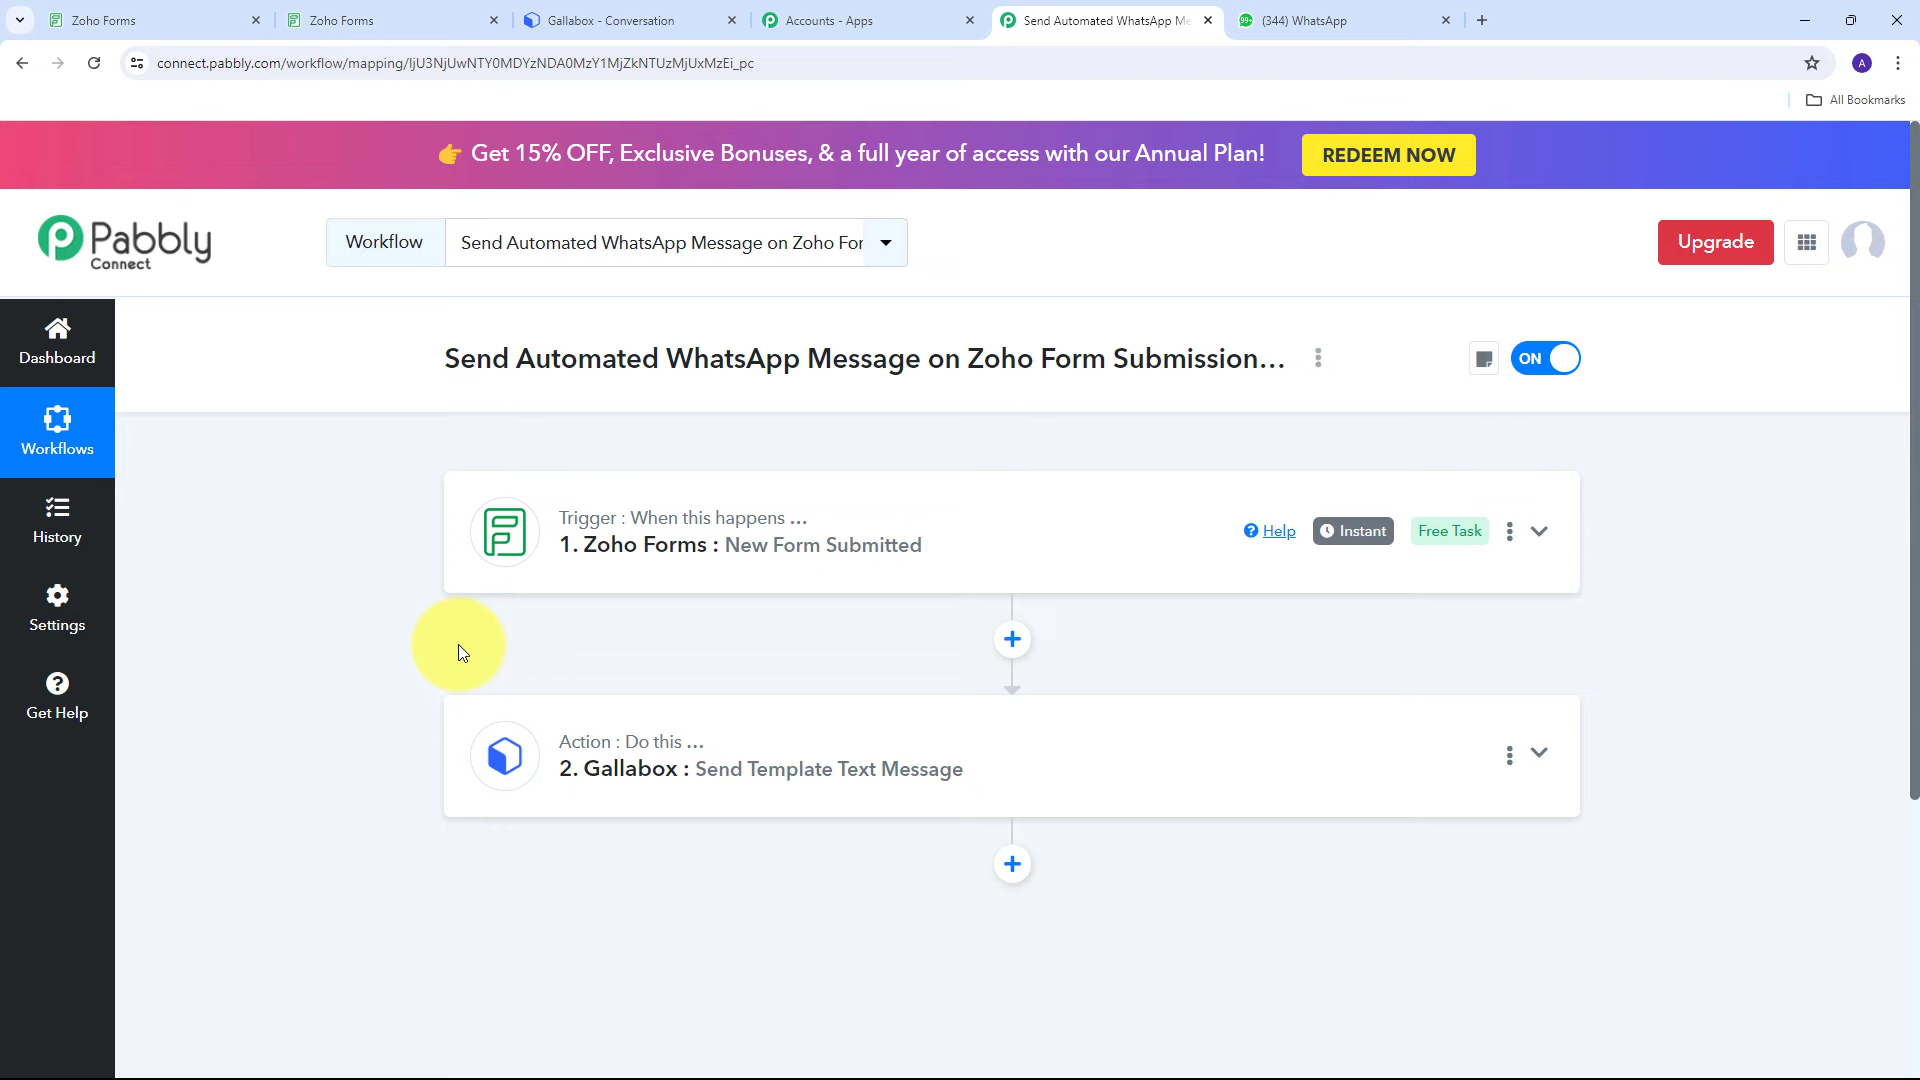 Zoho Forms
Zoho Forms
Gallabox - Conversation
Accounts - Apps
Send Automated WhatsApp Me
(344) WhatsApp
connect.pabbly.com/workflow/mapping/IjU3NjUwNTY0MDYzNDA0MzY1MjZkNTUzMjUxMzEi_pc
A
All Bookmarks
Get 15% OFF, Exclusive Bonuses, & a full year of access with our Annual Plan!
REDEEM NOW
Pabbly
Connect
Workflow
Send Automated WhatsApp Message on Zoho For
Upgrade
Dashboard
Workflows
History
Settings
Get Help
Send Automated WhatsApp Message on Zoho Form Submission...
ON
Trigger : When this happens ...
1. Zoho Forms : New Form Submitted
Help
Instant
Free Task
Action : Do this ...
2. Gallabox : Send Template Text Message